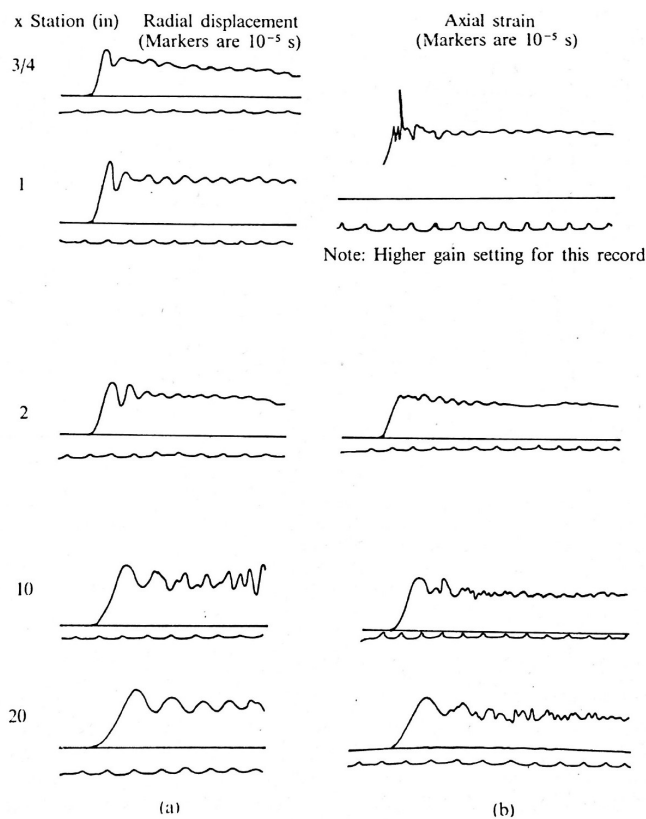 x Station (in) Radial displacement Axial strain
(Markers are 10⁻⁵ s) (Markers are 10⁻⁵ s)
3/4
1
Note: Higher gain setting for this record
2
10
20
(a) (b)